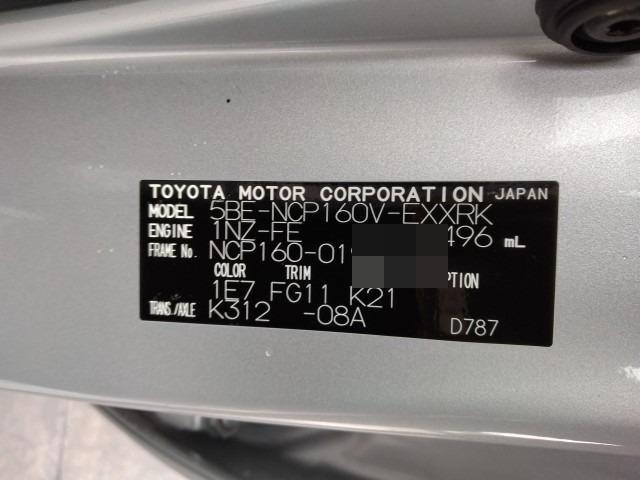 TOYOTA MOTOR CORPORATION JAPAN
MODEL 5BE-NCP160V-EXXRK
ENGINE 1NZ-FE 496 mL
FRAME No. NCP160-01
COLOR TRIM PTION
1E7 FG11 K21
TRANS./AXLE K312 -08A
D787